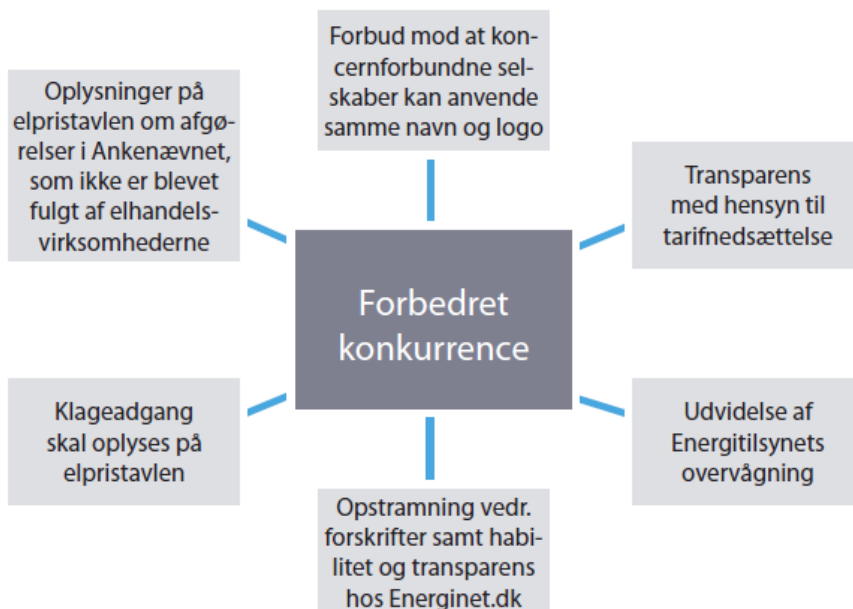 Forbud mod at kon-
cernforbundne sel-
skaber kan anvende
samme navn og logo
Oplysninger på
elpristavlen om afgø-
relser i Ankenævnet,
som ikke er blevet
fulgt af elhandels-
virksomhederne
Transparens
med hensyn til
tarifnedsættelse
Forbedret
konkurrence
Klageadgang
skal oplyses på
elpristavlen
Udvidelse af
Energitilsynets
overvågning
Opstramning vedr.
forskrifter samt habi-
litet og transparens
hos Energinet.dk